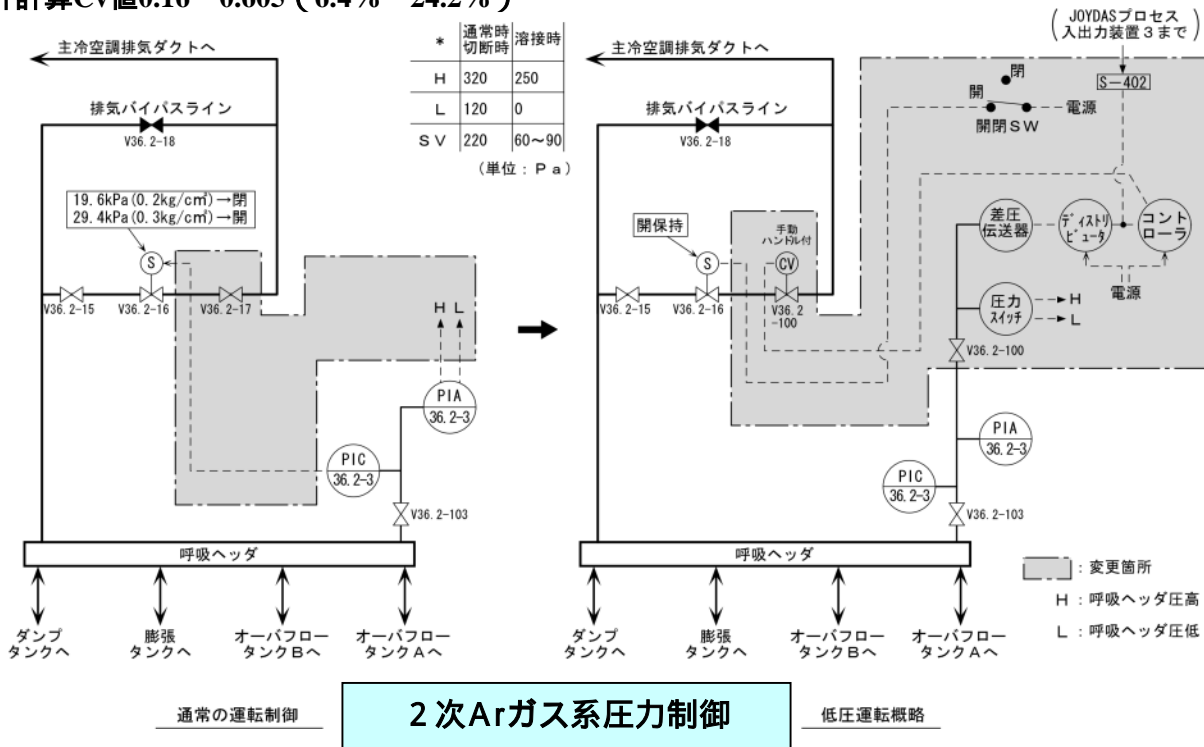 計算Cv値0.16 0.605 (6.4% 24.2%)
主冷空調排気ダクトへ
排気バイパスライン
V36.2-18
19.6kPa(0.2kg/c㎡)→閉
29.4kPa(0.3kg/c㎡)→開
S
V36.2-15
V36.2-16
V36.2-17
H L
PIA
36.2-3
PIC
36.2-3
V36.2-103
呼吸ヘッダ
ダンプ
タンクへ
膨張
タンクへ
オーバフロー
タンクBへ
オーバフロー
タンクAへ
通常の運転制御
* 通常時 切断時 溶接時
H 320 250
L 120 0
SV 220 60~90
(単位:Pa)
主冷空調排気ダクトへ
排気バイパスライン
V36.2-18
開保持
S
手動
ハンドル付
CV
V36.2-15
V36.2-16
V36.2
-100
(JOYDASプロセス
入出力装置3まで)
S-402
閉
開
電源
開閉SW
差圧
伝送器
ディストリ
ビュータ
コント
ローラ
電源
圧力
スイッチ
H
L
V36.2-100
PIA
36.2-3
PIC
36.2-3
V36.2-103
呼吸ヘッダ
ダンプ
タンクへ
膨張
タンクへ
オーバフロー
タンクBへ
オーバフロー
タンクAへ
:変更箇所
H:呼吸ヘッダ圧高
L:呼吸ヘッダ圧低
2次Arガス系圧力制御
低圧運転概略